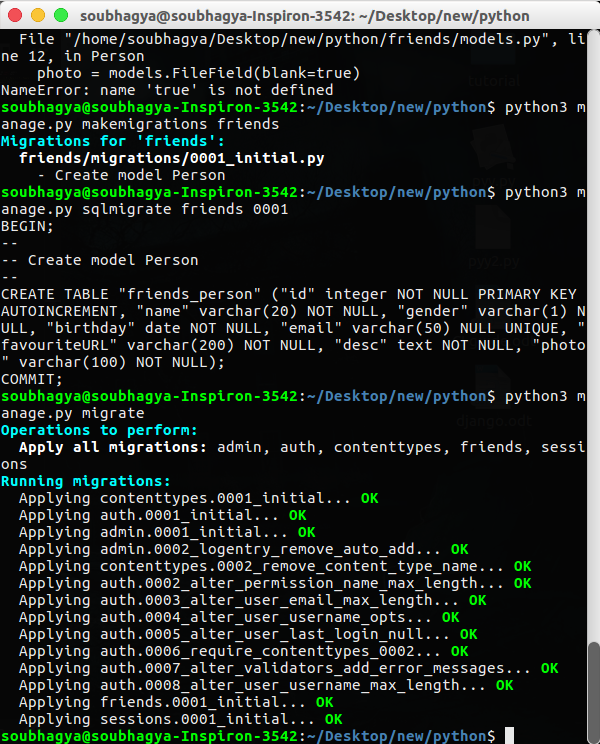 soubhagya@soubhagya-Inspiron-3542: ~/Desktop/new/python
  File "/home/soubhagya/Desktop/new/python/friends/models.py", li
ne 12, in Person
    photo = models.FileField(blank=true)
NameError: name 'true' is not defined
soubhagya@soubhagya-Inspiron-3542:~/Desktop/new/python$ python3 m
anage.py makemigrations friends
Migrations for 'friends':
  friends/migrations/0001_initial.py
    - Create model Person
soubhagya@soubhagya-Inspiron-3542:~/Desktop/new/python$ python3 m
anage.py sqlmigrate friends 0001
BEGIN;
--
-- Create model Person
--
CREATE TABLE "friends_person" ("id" integer NOT NULL PRIMARY KEY 
AUTOINCREMENT, "name" varchar(20) NOT NULL, "gender" varchar(1) N
ULL, "birthday" date NOT NULL, "email" varchar(50) NULL UNIQUE, "
favouriteURL" varchar(200) NOT NULL, "desc" text NOT NULL, "photo
" varchar(100) NOT NULL);
COMMIT;
soubhagya@soubhagya-Inspiron-3542:~/Desktop/new/python$ python3 m
anage.py migrate
Operations to perform:
  Apply all migrations: admin, auth, contenttypes, friends, sessi
ons
Running migrations:
  Applying contenttypes.0001_initial... OK
  Applying auth.0001_initial... OK
  Applying admin.0001_initial... OK
  Applying admin.0002_logentry_remove_auto_add... OK
  Applying contenttypes.0002_remove_content_type_name... OK
  Applying auth.0002_alter_permission_name_max_length... OK
  Applying auth.0003_alter_user_email_max_length... OK
  Applying auth.0004_alter_user_username_opts... OK
  Applying auth.0005_alter_user_last_login_null... OK
  Applying auth.0006_require_contenttypes_0002... OK
  Applying auth.0007_alter_validators_add_error_messages... OK
  Applying auth.0008_alter_user_username_max_length... OK
  Applying friends.0001_initial... OK
  Applying sessions.0001_initial... OK
soubhagya@soubhagya-Inspiron-3542:~/Desktop/new/python$